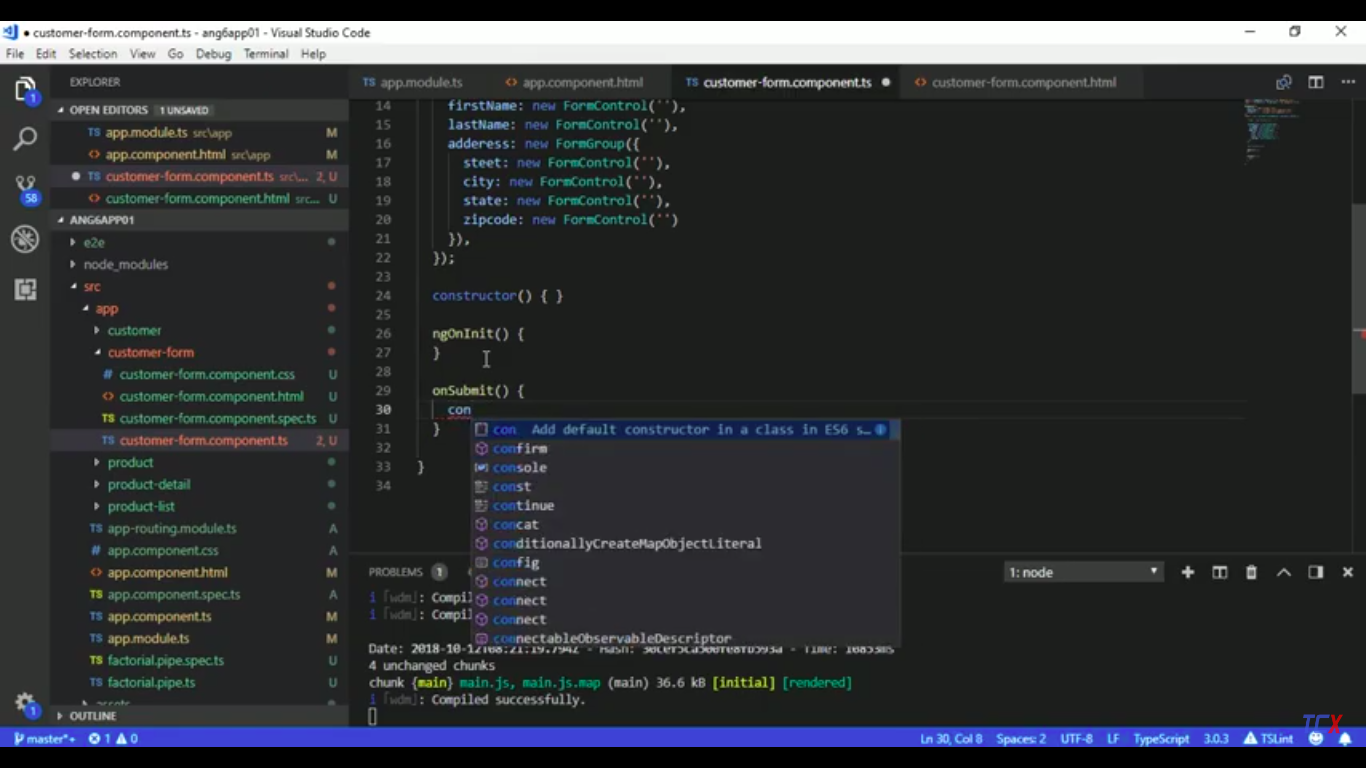 ● customer-form.component.ts - ang6app01 - Visual Studio Code
File Edit Selection View Go Debug Terminal Help
EXPLORER
OPEN EDITORS 1 UNSAVED
TS app.module.ts src\app M
<> app.component.html src\app M
● TS customer-form.component.ts src\... 2, U
<> customer-form.component.html src... U
ANG6APP01
e2e
node_modules
src
app
customer
customer-form
# customer-form.component.css U
<> customer-form.component.html U
TS customer-form.component.spec.ts U
TS customer-form.component.ts 2, U
product
product-detail
product-list
TS app-routing.module.ts A
# app.component.css A
<> app.component.html M
TS app.component.spec.ts A
TS app.component.ts M
TS app.module.ts M
TS factorial.pipe.spec.ts U
TS factorial.pipe.ts U
assets
OUTLINE
1
58
1
TS app.module.ts <> app.component.html TS customer-form.component.ts ● <> customer-form.component.html
14 firstName: new FormControl(''),
15 lastName: new FormControl(''),
16 adderess: new FormGroup({
17 steet: new FormControl(''),
18 city: new FormControl(''),
19 state: new FormControl(''),
20 zipcode: new FormControl('')
21 }),
22 });
23
24 constructor() { }
25
26 ngOnInit() {
27 }
28
29 onSubmit() {
30 con
31 }
32
33 }
34
con Add default constructor in a class in ES6 s…
confirm
console
const
continue
concat
conditionallyCreateMapObjectLiteral
config
connect
connect
connect
connectableObservableDescriptor
PROBLEMS 1
1: node
i ｢wdm｣: Compil
i ｢wdm｣: Compil
Date: 2018-10-12T08:21:19.794Z - Hash: - Time: 10853ms
4 unchanged chunks
chunk {main} main.js, main.js.map (main) 36.6 kB [initial] [rendered]
i ｢wdm｣: Compiled successfully.
master*+ 1 0 Ln 30, Col 8 Spaces: 2 UTF-8 LF TypeScript 3.0.3 TSLint
TCX